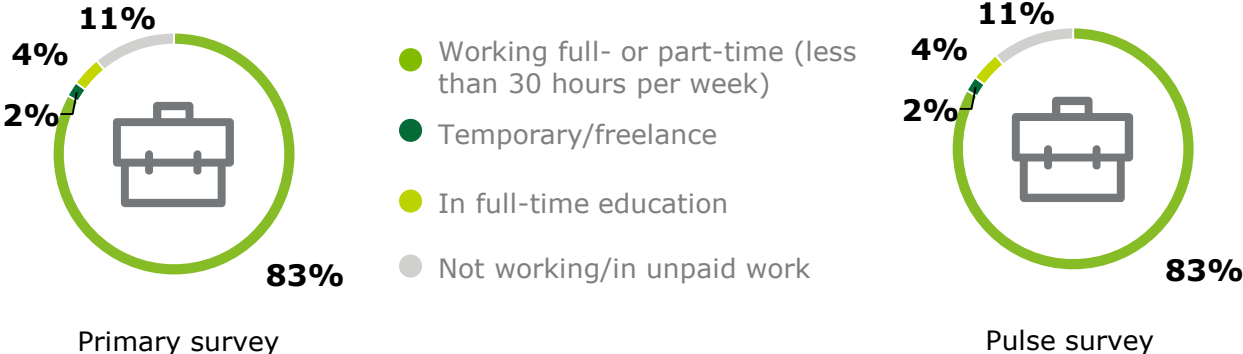 11%
4%
2%
83%
Primary survey
Working full- or part-time (less
than 30 hours per week)
Temporary/freelance
In full-time education
Not working/in unpaid work
11%
4%
2%
83%
Pulse survey